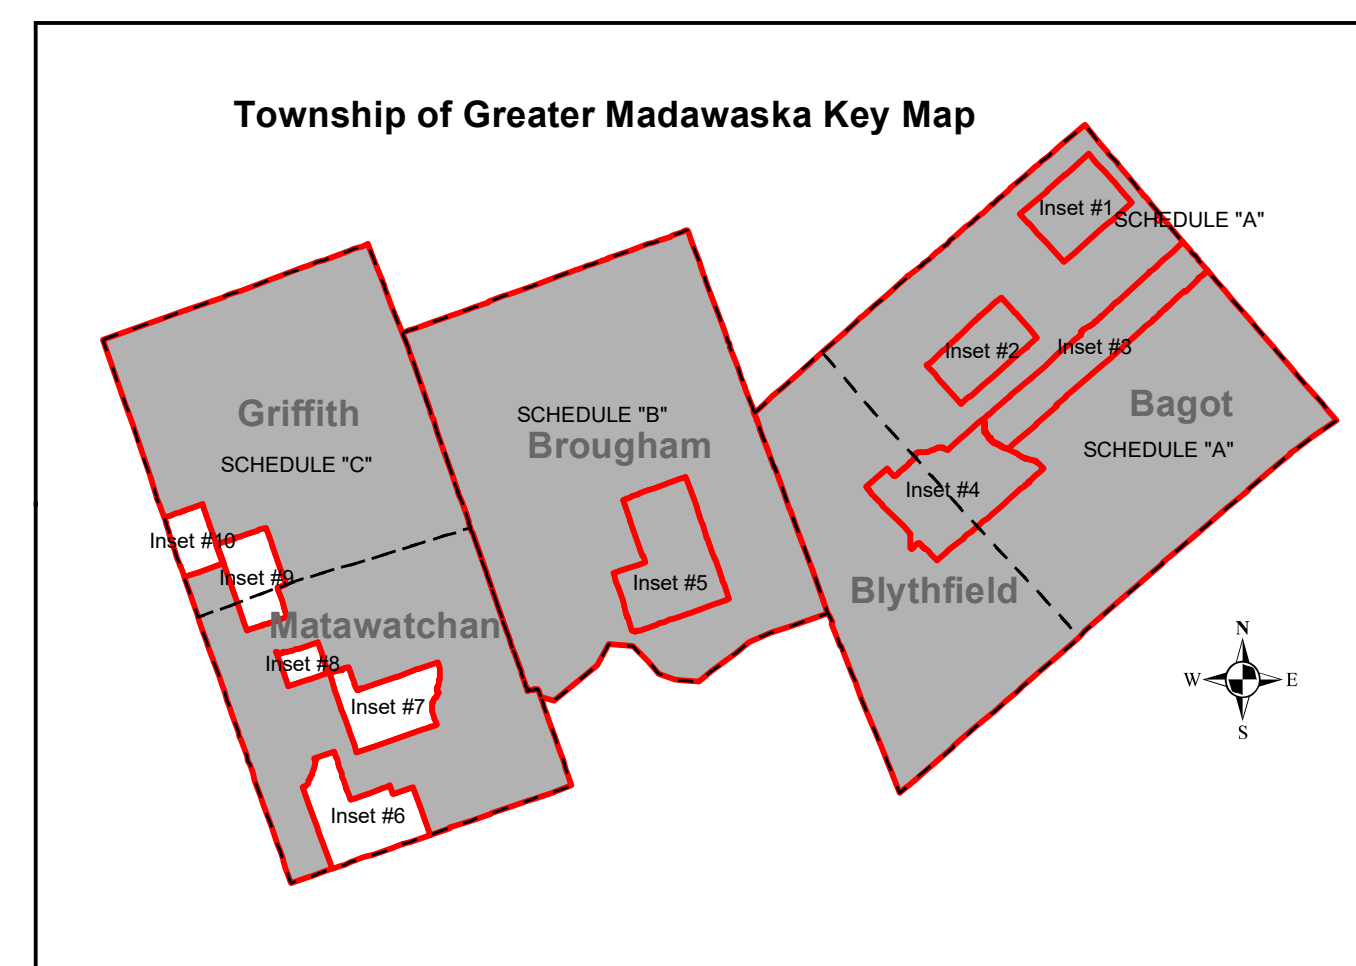 Township of Greater Madawaska Key Map
Inset #1
SCHEDULE "A"
Inset #2
Inset #3
Bagot
SCHEDULE "A"
Griffith
SCHEDULE "C"
SCHEDULE "B"
Brougham
Inset #4
Inset #10
Inset #9
Inset #5
Blythfield
Matawatchan
Inset #8
Inset #7
Inset #6
N
W
E
S